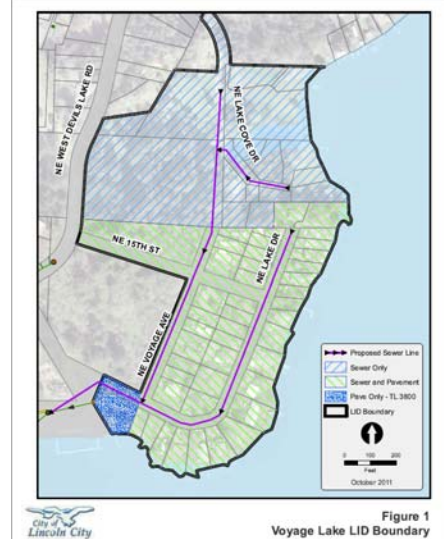 NE WEST DEVILS LAKE RD
NE LAKE COVE DR
NE 15TH ST
NE LAKE DR
NE VOYAGE AVE
Proposed Sewer Line
Sewer Only
Sewer and Pavement
Pave Only - TL 3800
LID Boundary
0 100 200
Feet
October 2011
City of
Lincoln City
Figure 1
Voyage Lake LID Boundary